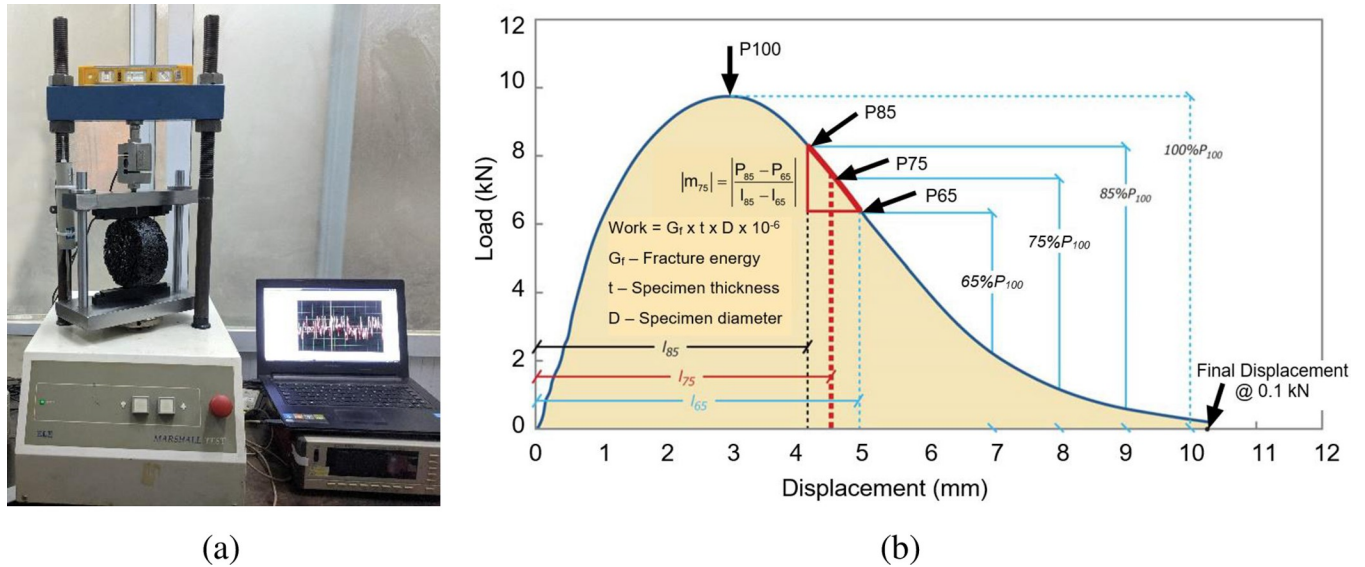 ELE
MARSHALL TEST
(a)
12
10
8
6
4
2
0
Load (kN)
P100
P85
P75
P65
|m₇₅| = |P₈₅ – P₆₅ / l₈₅ – l₆₅|
Work = Gf x t x D x 10⁻⁶
Gf – Fracture energy
t – Specimen thickness
D – Specimen diameter
100%P₁₀₀
85%P₁₀₀
75%P₁₀₀
65%P₁₀₀
l₈₅
l₇₅
l₆₅
Final Displacement
@ 0.1 kN
0 1 2 3 4 5 6 7 8 9 10 11 12
Displacement (mm)
(b)